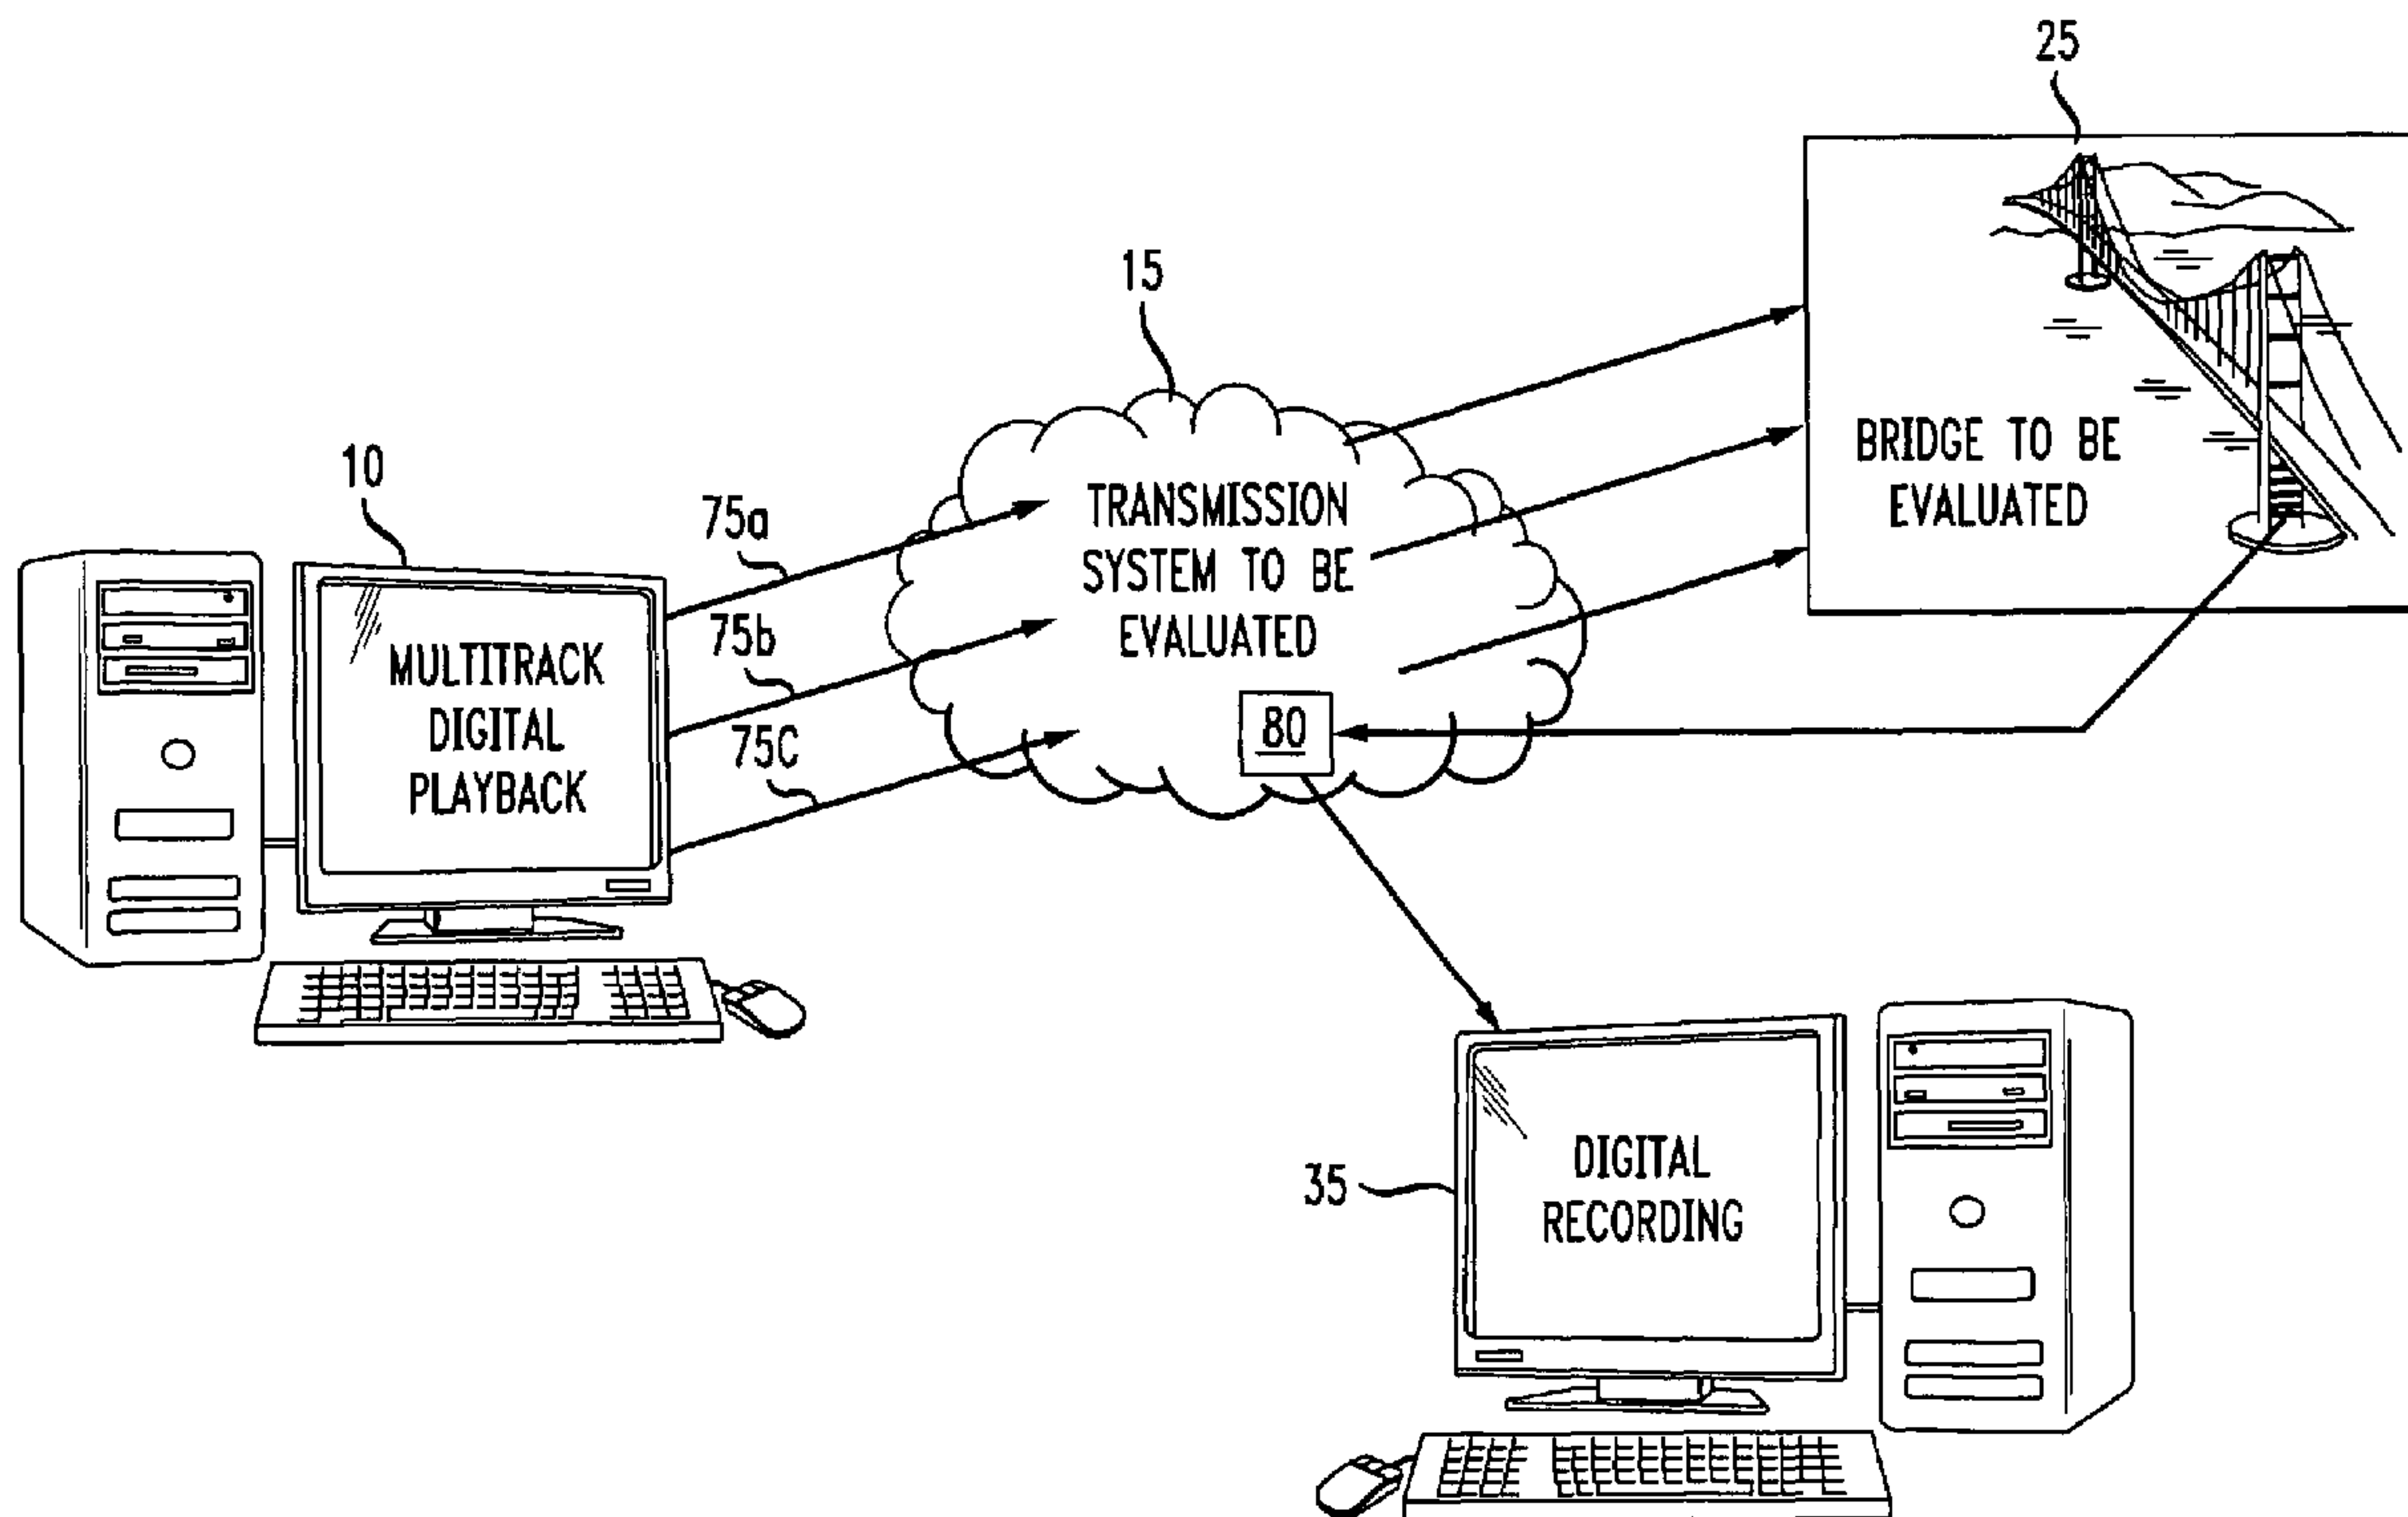 25
15
BRIDGE TO BE
EVALUATED
10
75a
TRANSMISSION
SYSTEM TO BE
EVALUATED
75b
MULTITRACK
DIGITAL
PLAYBACK
75C
80
35
DIGITAL
RECORDING